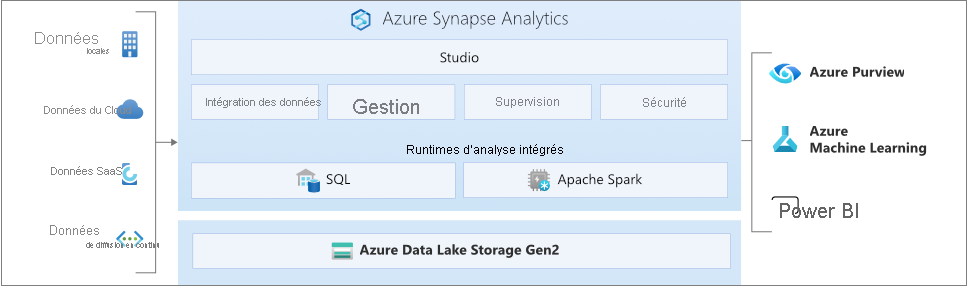 Azure Synapse Analytics
Données
locales
Studio
Azure Purview
Données du Cloud
Intégration des données
Gestion
Supervision
Sécurité
Azure
Machine Learning
Runtimes d'analyse intégrés
Données SaaS
SQL
Apache Spark
Power BI
Données
de diffusion en continu
Azure Data Lake Storage Gen2